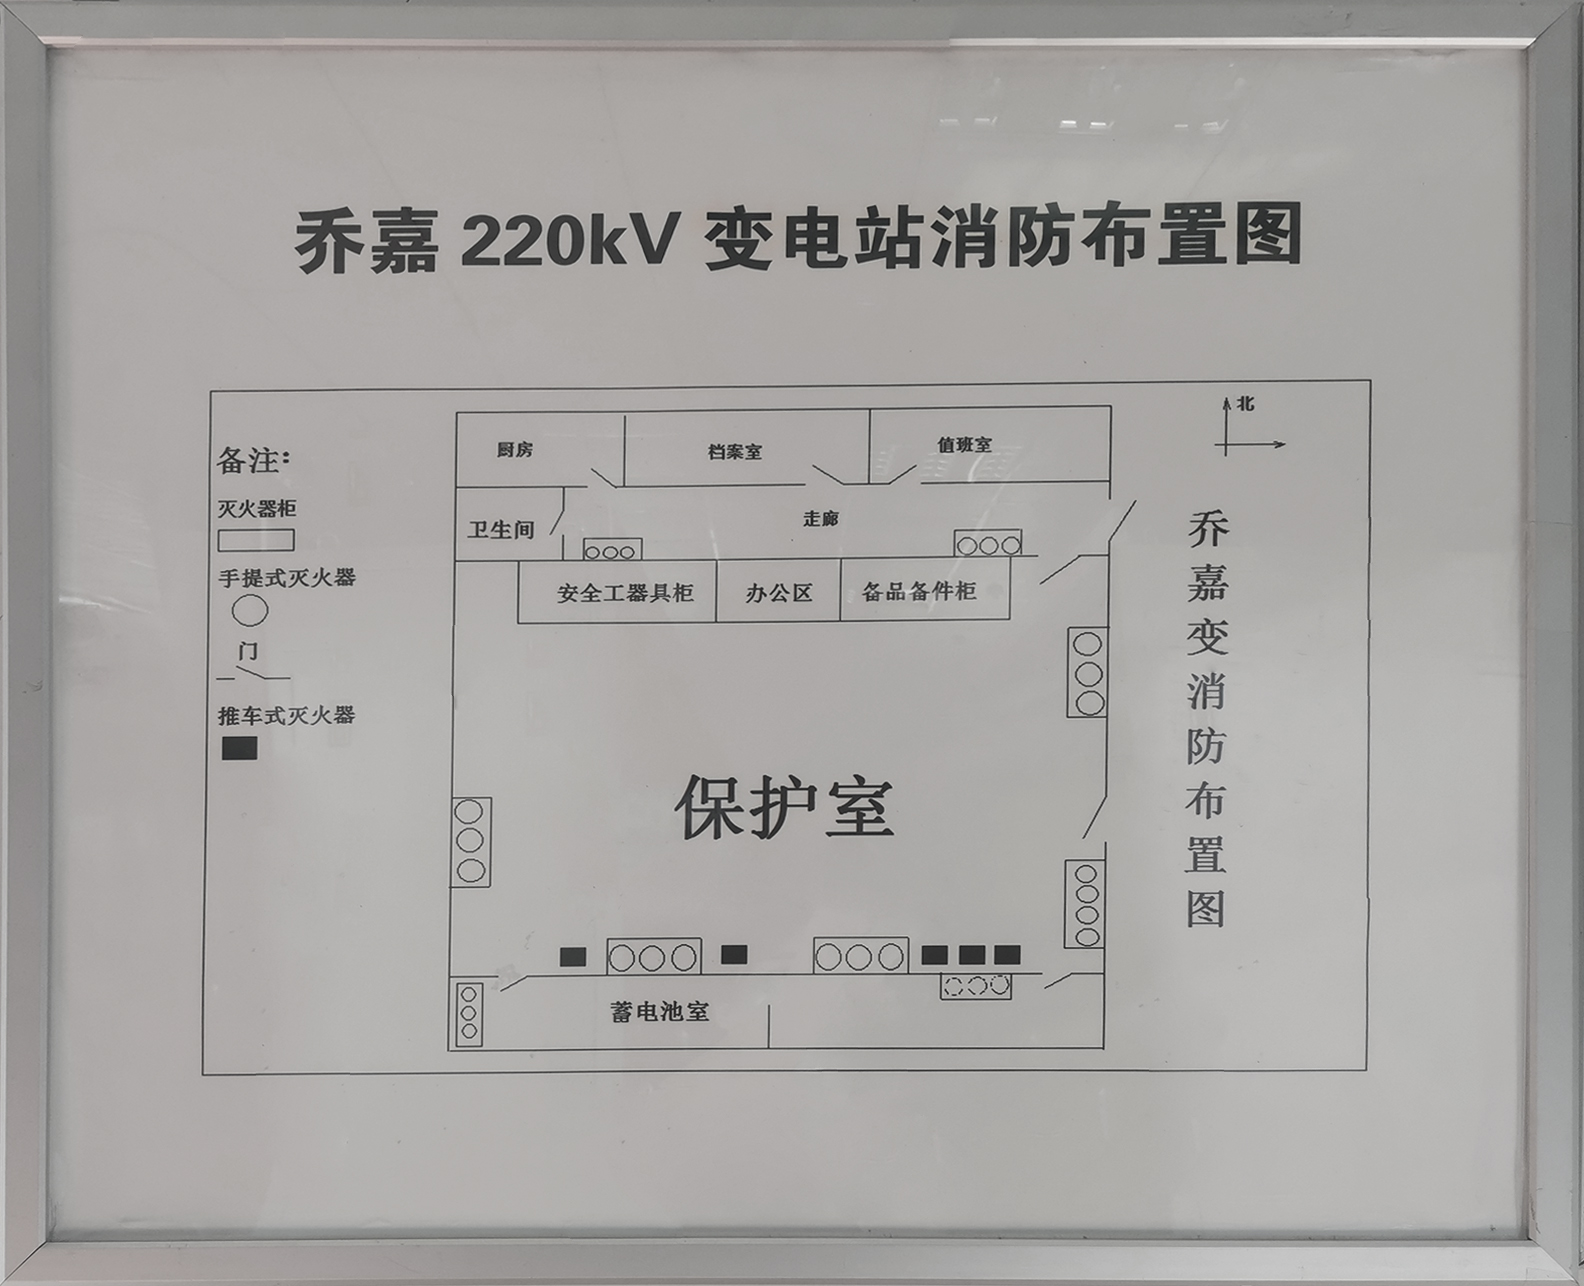 乔嘉 220kV 变电站消防布置图
北
备注:
灭火器柜
手提式灭火器
门
推车式灭火器
厨房
档案室
值班室
卫生间
走廊
安全工器具柜
办公区
备品备件柜
保护室
蓄电池室
乔嘉变消防布置图